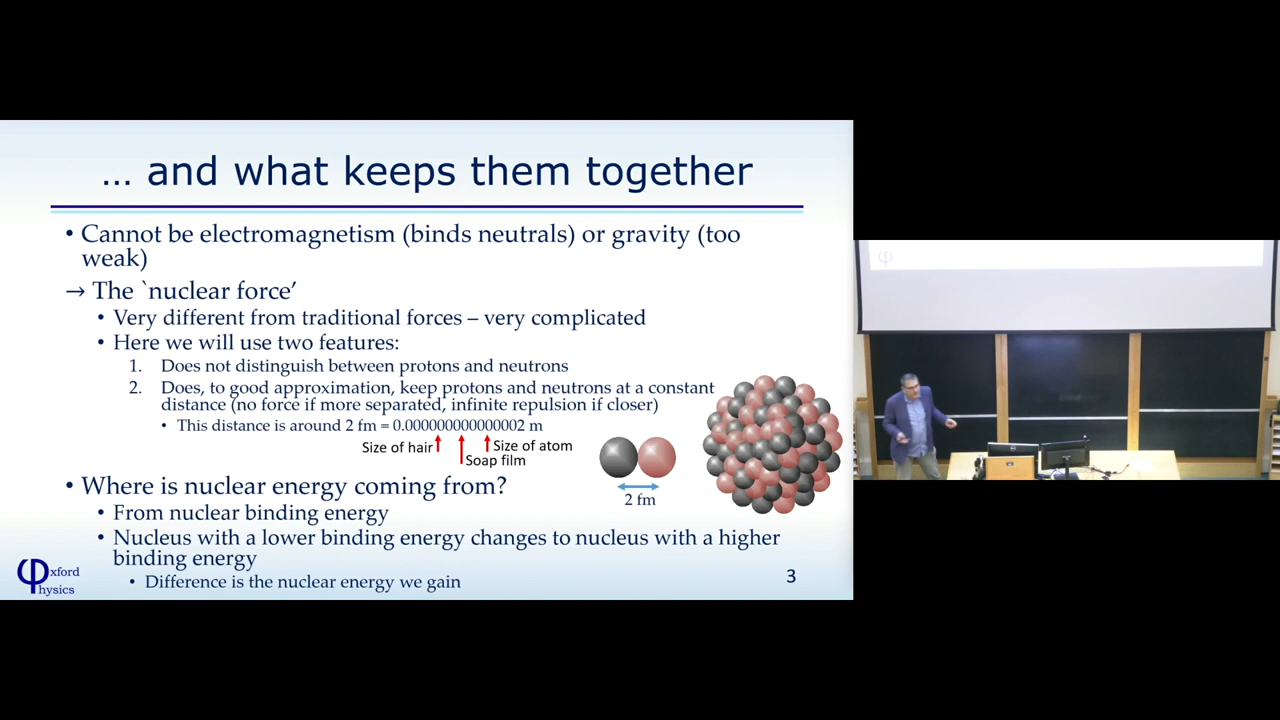 ... and what keeps them together
• Cannot be electromagnetism (binds neutrals) or gravity (too
weak)
→ The `nuclear force'
• Very different from traditional forces – very complicated
• Here we will use two features:
1. Does not distinguish between protons and neutrons
2. Does, to good approximation, keep protons and neutrons at a constant
distance (no force if more separated, infinite repulsion if closer)
• This distance is around 2 fm = 0.000000000000002 m
Size of hair
Size of atom
Soap film
2 fm
• Where is nuclear energy coming from?
• From nuclear binding energy
• Nucleus with a lower binding energy changes to nucleus with a higher
binding energy
• Difference is the nuclear energy we gain
φxford
hysics
3
φ